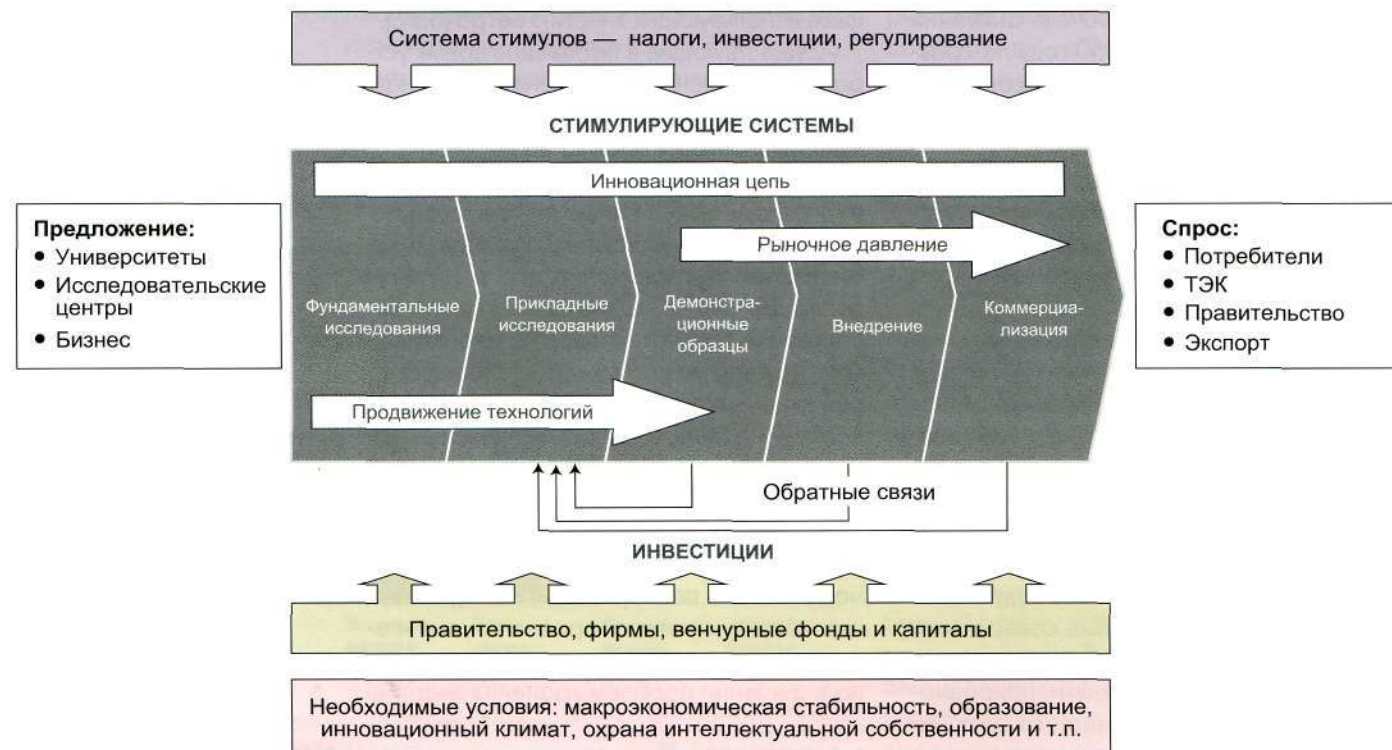 Система стимулов — налоги, инвестиции, регулирование
СТИМУЛИРУЮЩИЕ СИСТЕМЫ
Инновационная цепь
Рыночное давление
Предложение:
• Университеты
• Исследовательские
центры
• Бизнес
Фундаментальные
исследования
Прикладные
исследования
Демонстра-
ционные
образцы
Внедрение
Коммерциа-
лизация
Спрос:
• Потребители
• ТЭК
• Правительство
• Экспорт
Продвижение технологий
Обратные связи
ИНВЕСТИЦИИ
Правительство, фирмы, венчурные фонды и капиталы
Необходимые условия: макроэкономическая стабильность, образование,
инновационный климат, охрана интеллектуальной собственности и т.п.